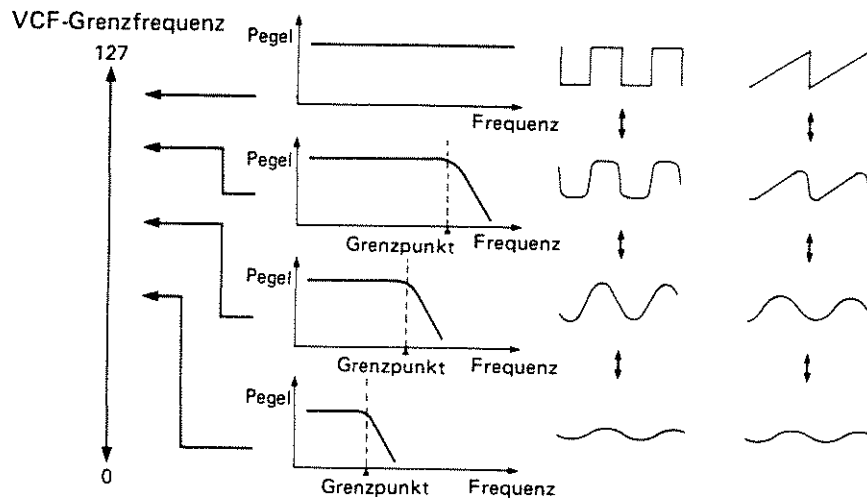 VCF-Grenzfrequenz
127
0
Pegel
Frequenz
Pegel
Grenzpunkt Frequenz
Pegel
Grenzpunkt Frequenz
Pegel
Grenzpunkt Frequenz